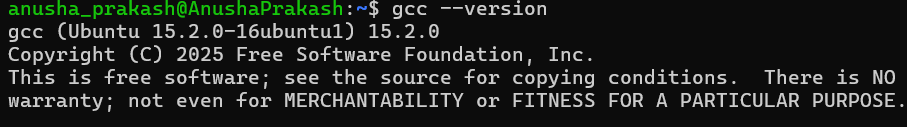 anusha_prakash@AnushaPrakash:~$ gcc --version
gcc (Ubuntu 15.2.0-16ubuntu1) 15.2.0
Copyright (C) 2025 Free Software Foundation, Inc.
This is free software; see the source for copying conditions.  There is NO
warranty; not even for MERCHANTABILITY or FITNESS FOR A PARTICULAR PURPOSE.